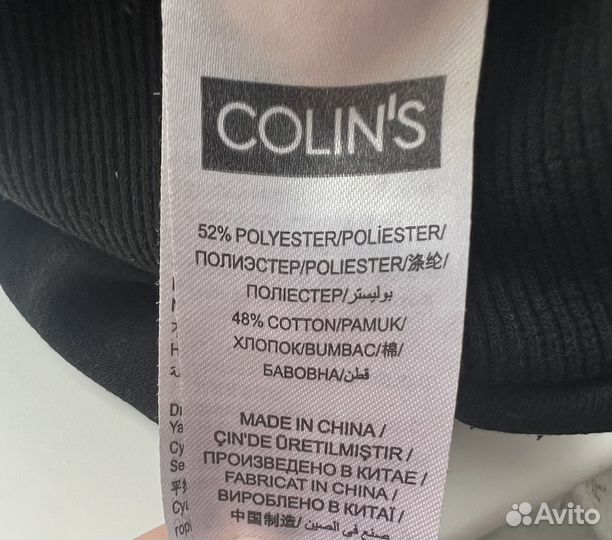 COLIN'S
52% POLYESTER/POLİESTER/
ПОЛИЭСТЕР/POLIESTER/涤纶/
ПОЛІЕСТЕР/بوليستر
48% COTTON/PAMUK/
ХЛОПОК/BUMBAC/棉/
БАВОВНА/قطن
MADE IN CHINA /
ÇIN'DE ÜRETILMIŞTIR /
ПРОИЗВЕДЕНО В КИТАЕ /
FABRICAT IN CHINA /
ВИРОБЛЕНО В КИТАЇ /
中国制造/ صنع في الصين
Avito